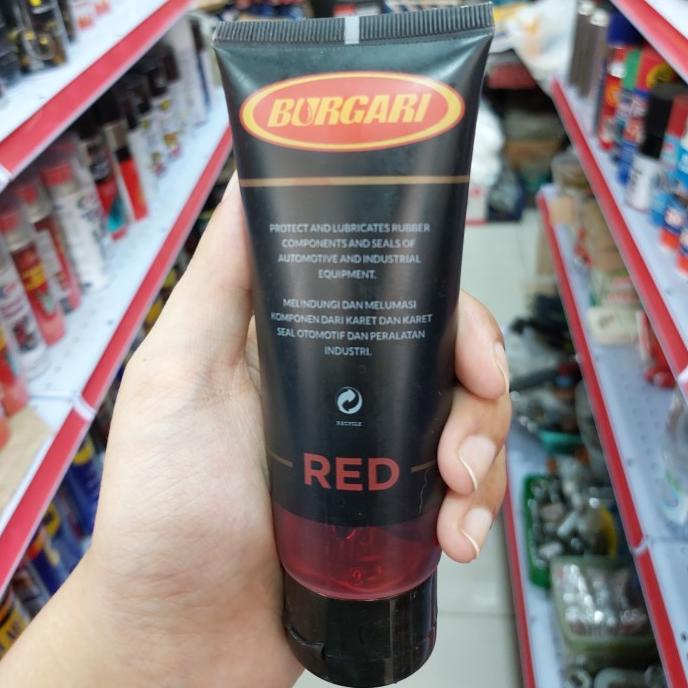 BURGARI
PROTECT AND LUBRICATES RUBBER
COMPONENTS AND SEALS OF
AUTOMOTIVE AND INDUSTRIAL
EQUIPMENT.
MELINDUNGI DAN MELUMASI
KOMPONEN DARI KARET DAN KARET
SEAL OTOMOTIF DAN PERALATAN
INDUSTRI.
RECYCLE
RED